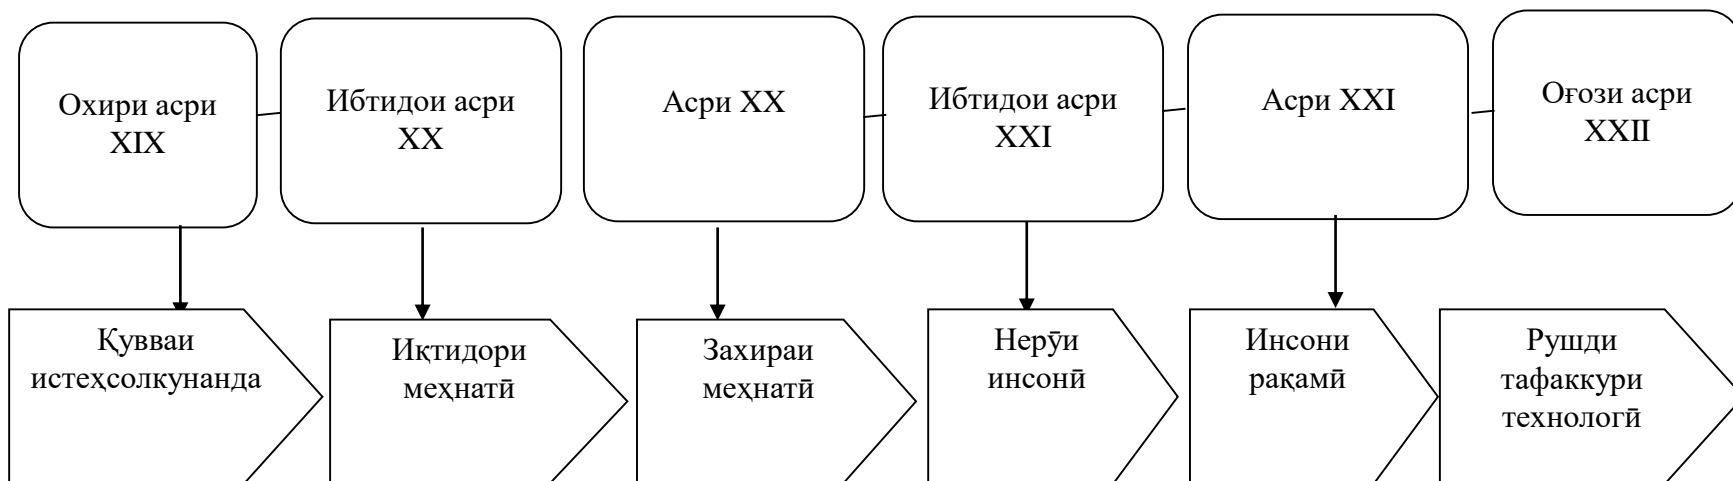 Охири асри
XIX
Ибтидои асри
XX
Асри XX
Ибтидои асри
XXI
Асри XXI
Оғози асри
XXII
Қувваи
истеҳсолкунанда
Иқтидори
меҳнатӣ
Захираи
меҳнатӣ
Нерӯи
инсонӣ
Инсони
рақамӣ
Рушди
тафаккури
технологӣ